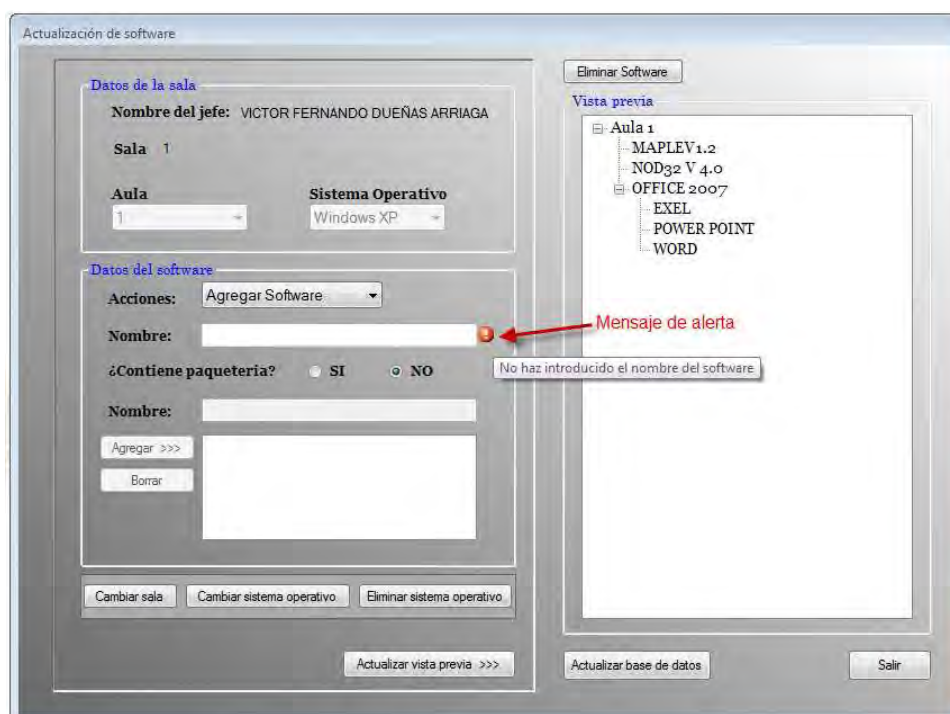 Actualización de software
Datos de la sala
Nombre del jefe: VICTOR FERNANDO DUEÑAS ARRIAGA
Sala 1
Aula Sistema Operativo
1 Windows XP
Datos del software
Acciones: Agregar Software
Nombre:
¿Contiene paqueteria? SI NO
Nombre:
Agregar >>>
Borrar
Cambiar sala Cambiar sistema operativo Eliminar sistema operativo
Actualizar vista previa >>>
Eliminar Software
Vista previa
Aula 1
MAPLEV1.2
NOD32 V 4.0
OFFICE 2007
EXEL
POWER POINT
WORD
Mensaje de alerta
No haz introducido el nombre del software
Actualizar base de datos Salir